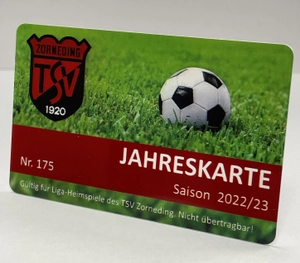 ZORNEDING
TSV
1920
JAHRESKARTE
Nr. 175
Saison 2022/23
Gültig für Liga-Heimspiele des TSV Zorneding. Nicht übertragbar!